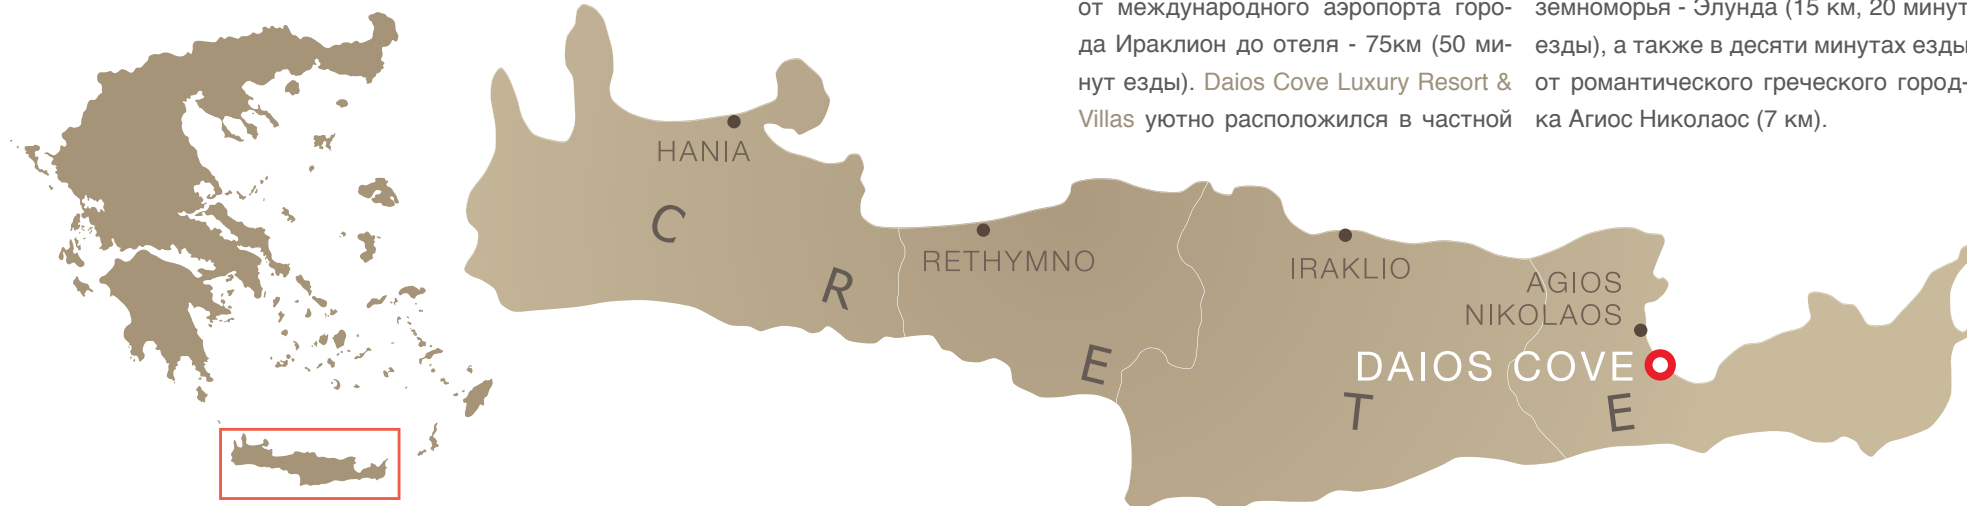 от международного аэропорта горо-
да Ираклион до отеля - 75км (50 ми-
нут езды). Daios Cove Luxury Resort &
Villas уютно расположился в частной
земноморья - Элунда (15 км, 20 минут
езды), а также в десяти минутах езды
от романтического греческого город-
ка Агиос Николаос (7 км).
HANIA
RETHYMNO
IRAKLIO
AGIOS
NIKOLAOS
DAIOS COVE
C R E T E